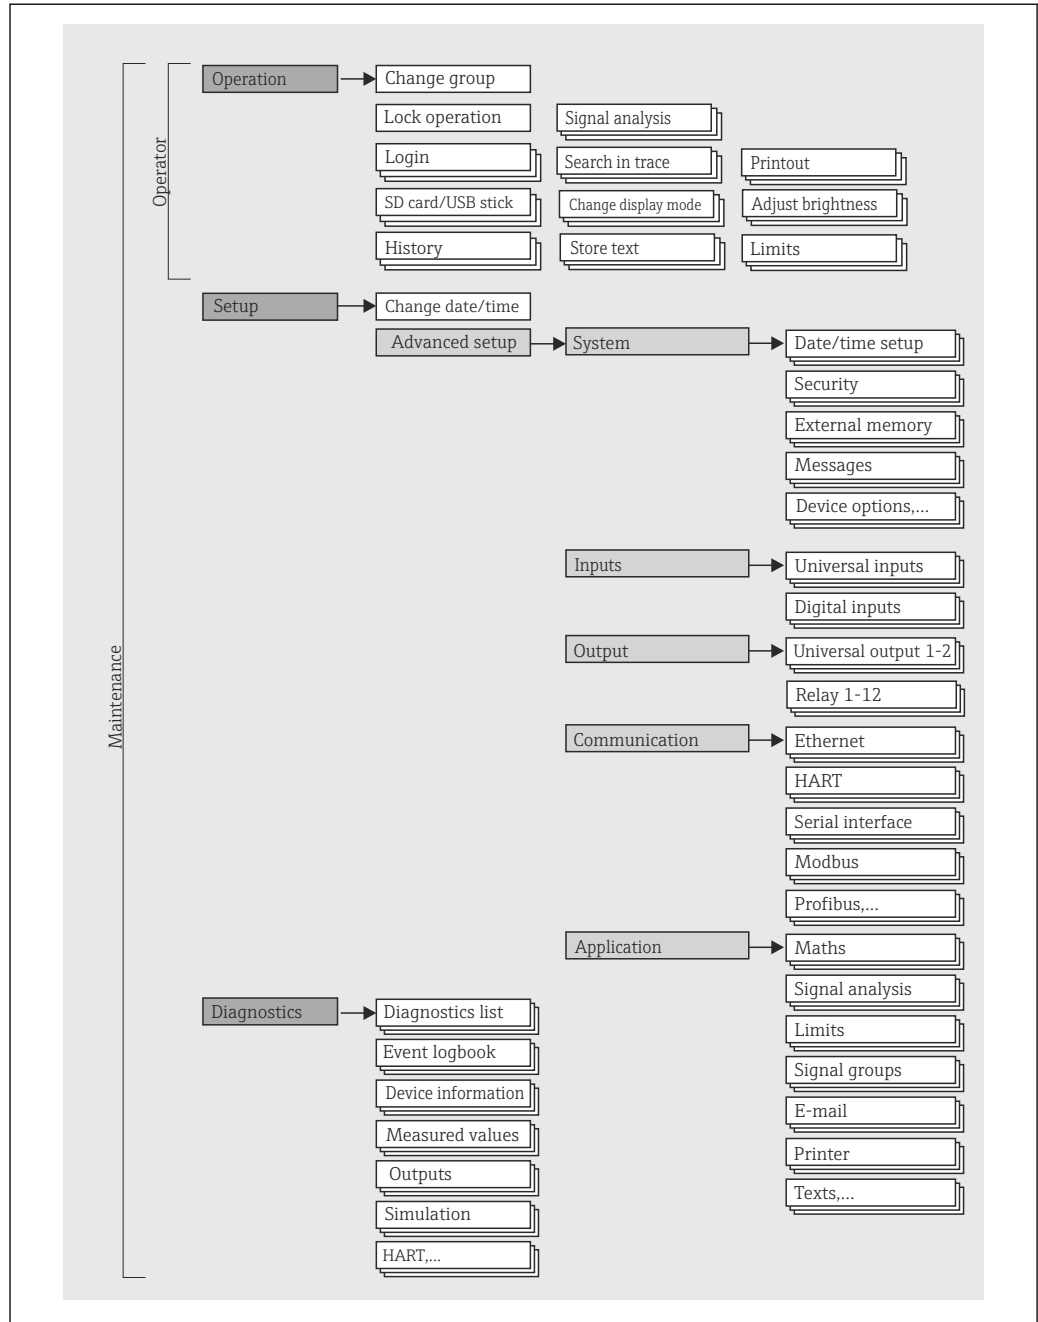 Maintenance
Operator
Operation
Change group
Lock operation
Signal analysis
Login
Search in trace
Printout
SD card/USB stick
Change display mode
Adjust brightness
History
Store text
Limits
Setup
Change date/time
Advanced setup
System
Date/time setup
Security
External memory
Messages
Device options,...
Inputs
Universal inputs
Digital inputs
Output
Universal output 1-2
Relay 1-12
Communication
Ethernet
HART
Serial interface
Modbus
Profibus,...
Application
Maths
Signal analysis
Limits
Signal groups
E-mail
Printer
Texts,...
Diagnostics
Diagnostics list
Event logbook
Device information
Measured values
Outputs
Simulation
HART,...